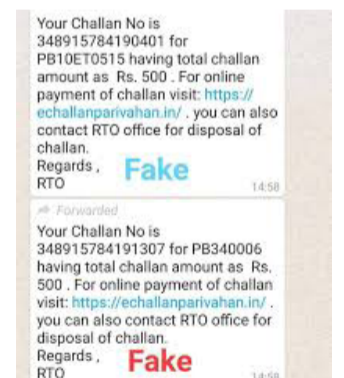 Your Challan No is
348915784190401 for
PB10ET0515 having total challan
amount as Rs. 500 . For online
payment of challan visit: https://
echallanparivahan.in/ . you can also
contact RTO office for disposal of
challan.
Regards ,
RTO
Fake
14:58
Forwarded
Your Challan No is
348915784191307 for PB340006
having total challan amount as Rs.
500 . For online payment of challan
visit: https://echallanparivahan.in/ .
you can also contact RTO office for
disposal of challan.
Regards ,
RTO
Fake
14:58